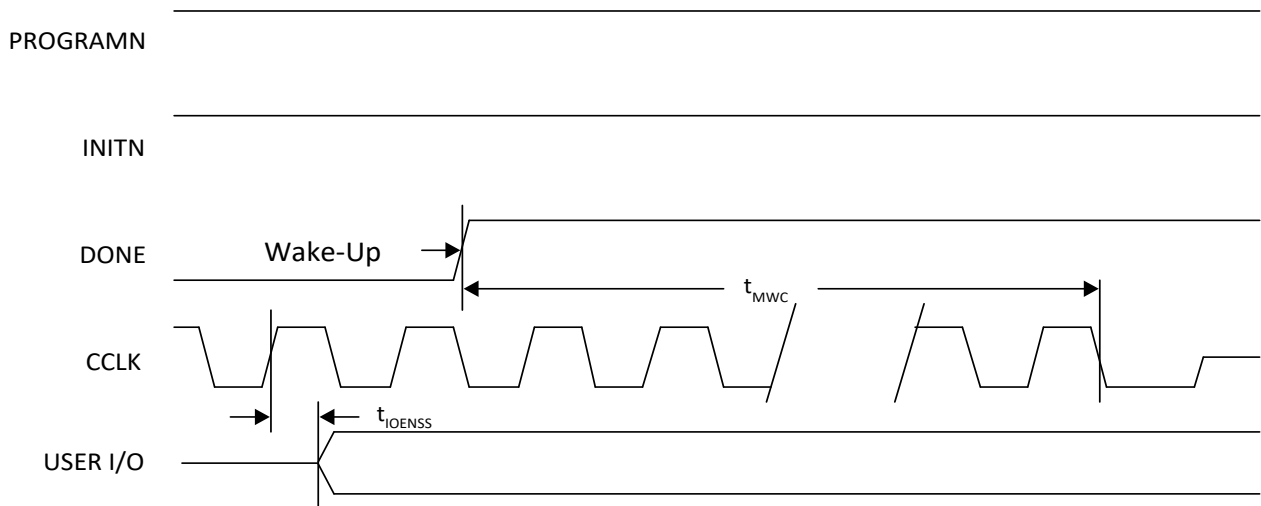 PROGRAMN
INITN
DONE
Wake-Up
tMWC
CCLK
tIOENSS
USER I/O